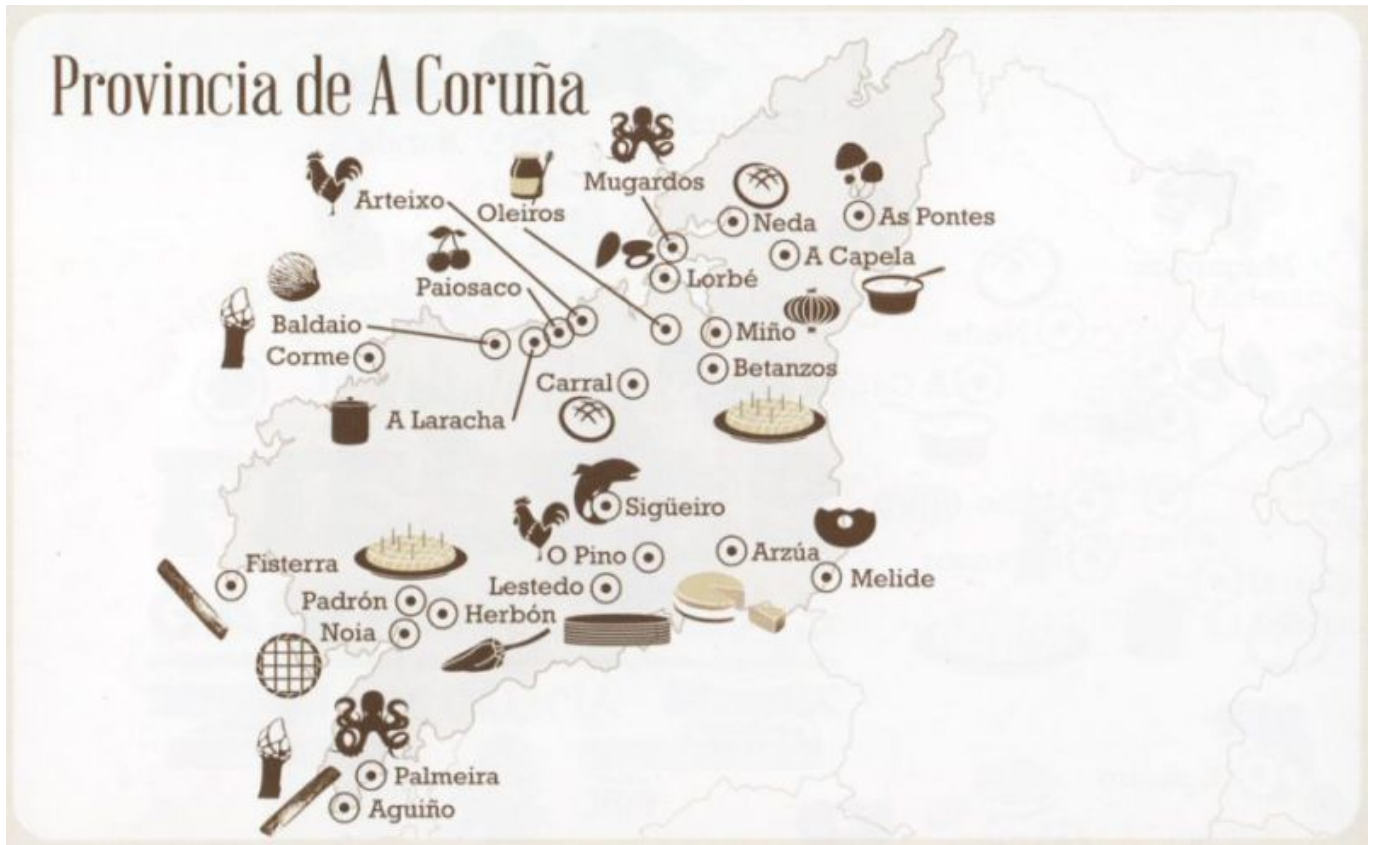 Provincia de A Coruña
Mugardos
Arteixo
Oleiros
Neda
As Pontes
A Capela
Lorbé
Paiosaco
Baldaio
Miño
Corme
Betanzos
Carral
A Laracha
Sigüeiro
O Pino
Arzúa
Fisterra
Melide
Lestedo
Padrón
Herbón
Noia
Palmeira
Aguiño